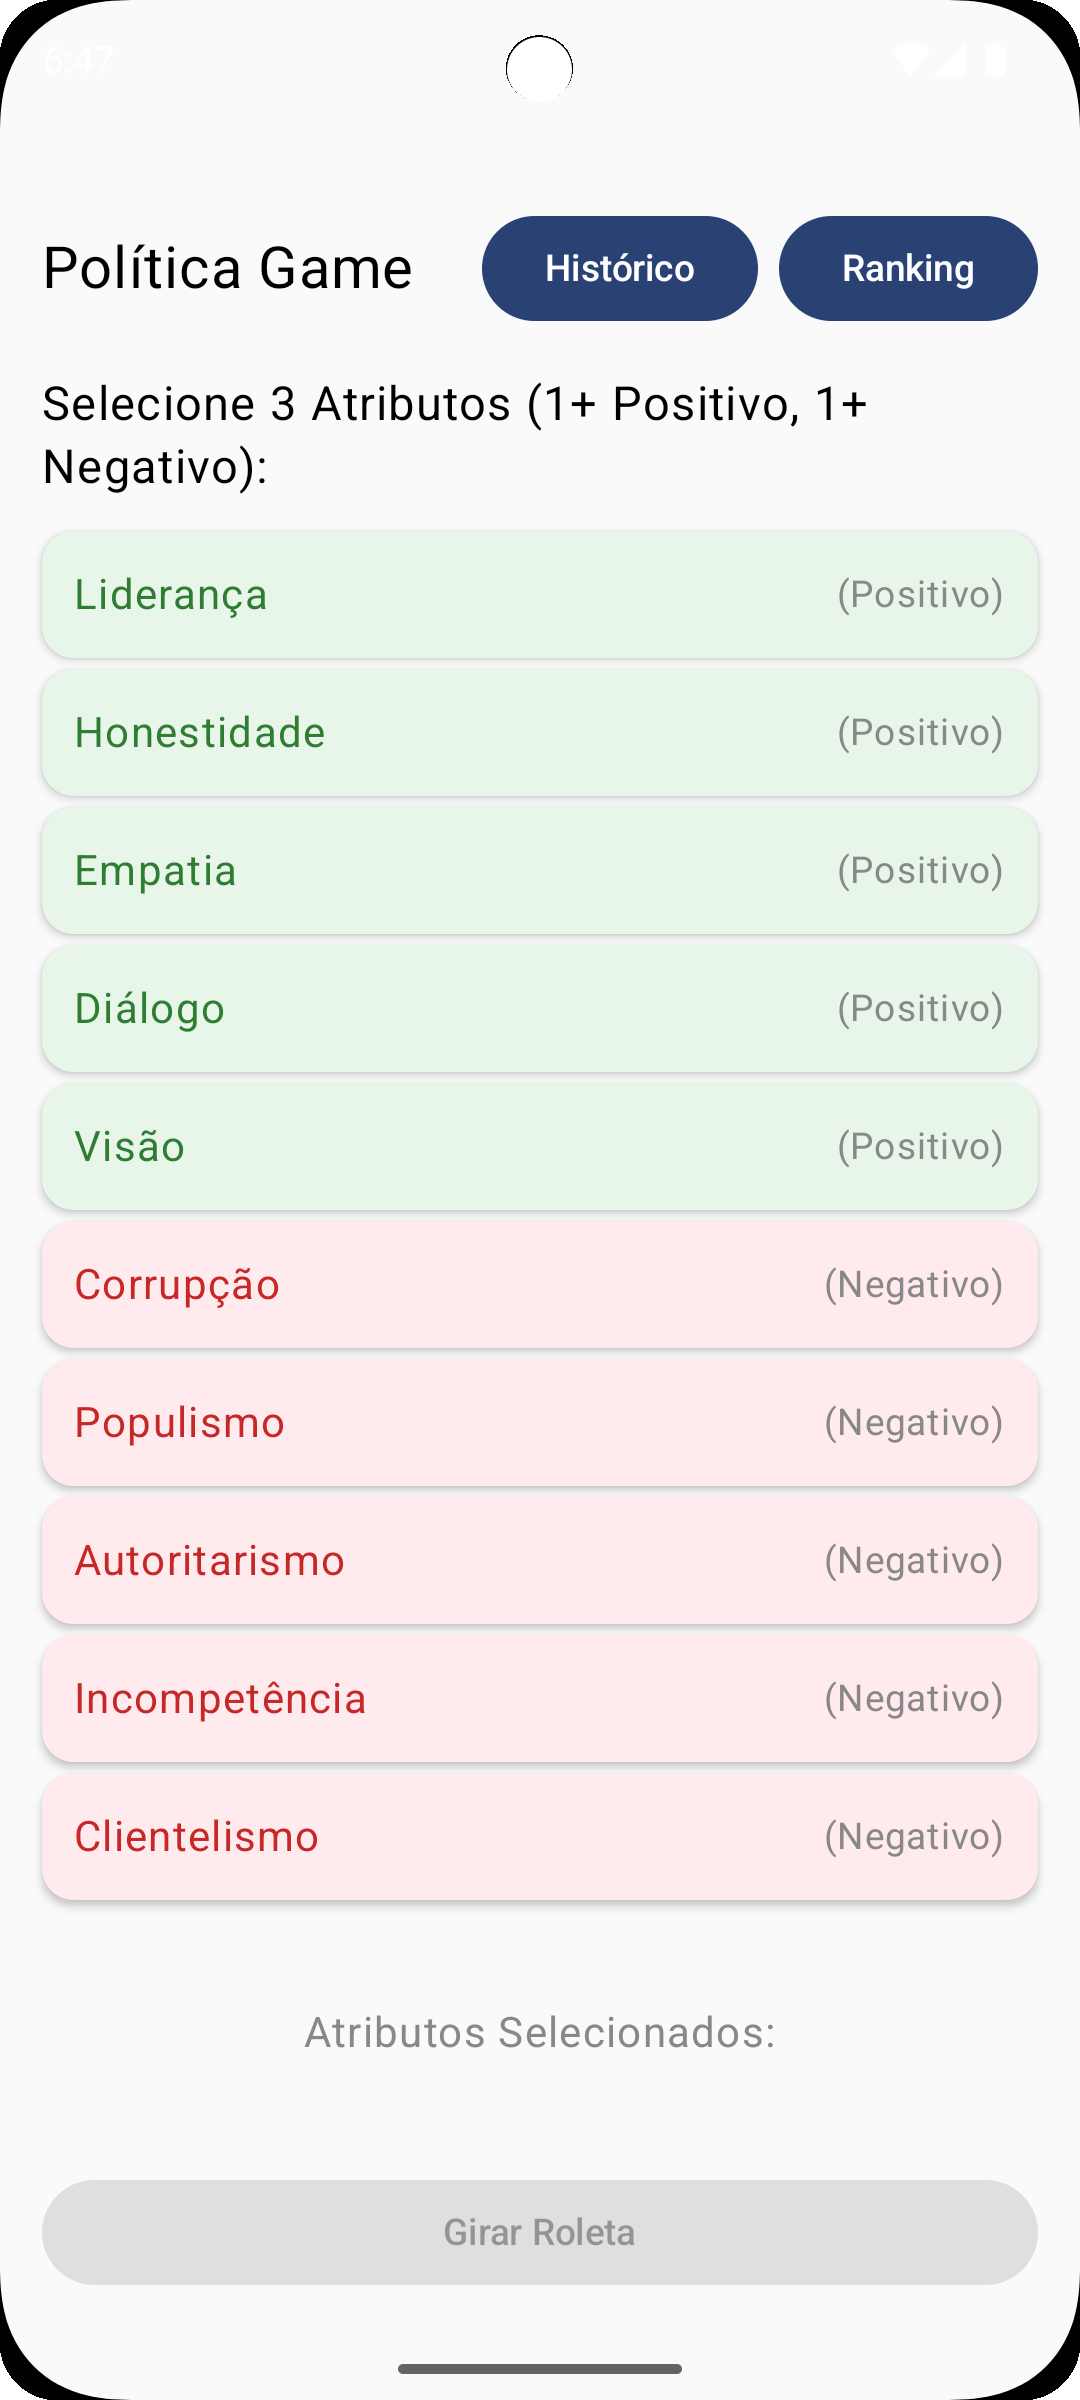 6:47
Política Game
Histórico
Ranking
Selecione 3 Atributos (1+ Positivo, 1+
Negativo):
Liderança (Positivo)
Honestidade (Positivo)
Empatia (Positivo)
Diálogo (Positivo)
Visão (Positivo)
Corrupção (Negativo)
Populismo (Negativo)
Autoritarismo (Negativo)
Incompetência (Negativo)
Clientelismo (Negativo)
Atributos Selecionados:
Girar Roleta